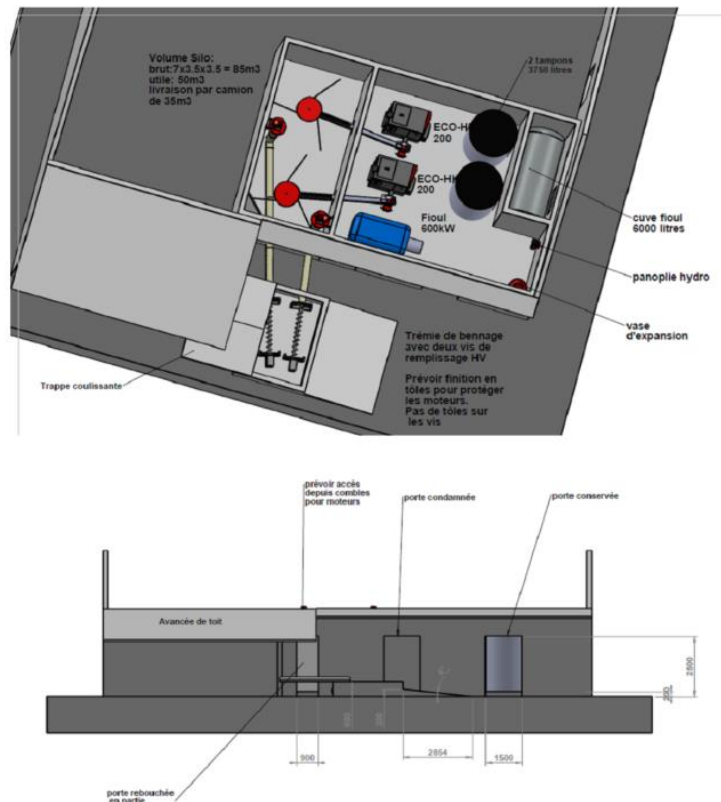 Volume Silo:
brut:7x3.5x3.5 = 85m3
utile: 50m3
livraison par camion
de 35m3
2 tampons
3750 litres
ECO-H
200
ECO-H
200
Fioul
600kW
cuve fioul
6000 litres
panoplie hydro
vase
d'expansion
Trappe coulissante
Trémie de bennage
avec deux vis de
remplissage HV
Prévoir finition en
tôles pour protéger
les moteurs.
Pas de tôles sur
les vis
prévoir accès
depuis combles
pour moteurs
porte condamnée
porte conservée
Avancée de toit
2500
200
900
2854
1500
porte rebouchée
en partie